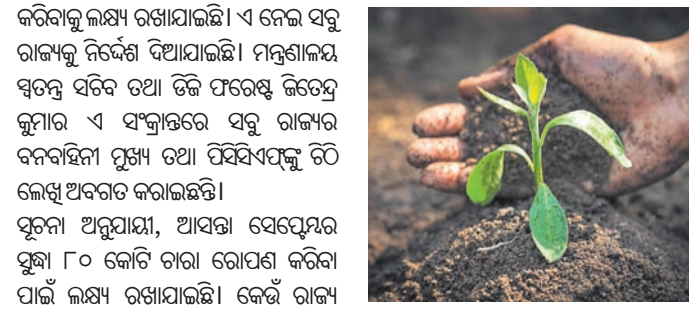 କରିବାକୁ ଲକ୍ଷ୍ୟ ରଖାଯାଇଛି। ଏ ନେଇ ସବୁ
ରାଜ୍ୟକୁ ନିର୍ଦ୍ଦେଶ ଦିଆଯାଇଛି। ମନ୍ତ୍ରଣାଳୟ
ସ୍ୱତନ୍ତ୍ର ସଚିବ ତଥା ଡିଜି ଫରେଷ୍ଟ ଜିତେନ୍ଦ୍ର
କୁମାର ଏ ସଂକ୍ରାନ୍ତରେ ସବୁ ରାଜ୍ୟର
ବନବାହିନୀ ମୁଖ୍ୟ ତଥା ପିସିସିଏଫ୍‌ଙ୍କୁ ଚିଠି
ଲେଖି ଅବଗତ କରାଇଛନ୍ତି।
ସୂଚନା ଅନୁଯାୟୀ, ଆସନ୍ତା ସେପ୍ଟେମ୍ବର
ସୁଦ୍ଧା ୮୦ କୋଟି ଚାରା ରୋପଣ କରିବା
ପାଇଁ ଲକ୍ଷ୍ୟ ରଖାଯାଇଛି। କେଉଁ ରାଜ୍ୟ